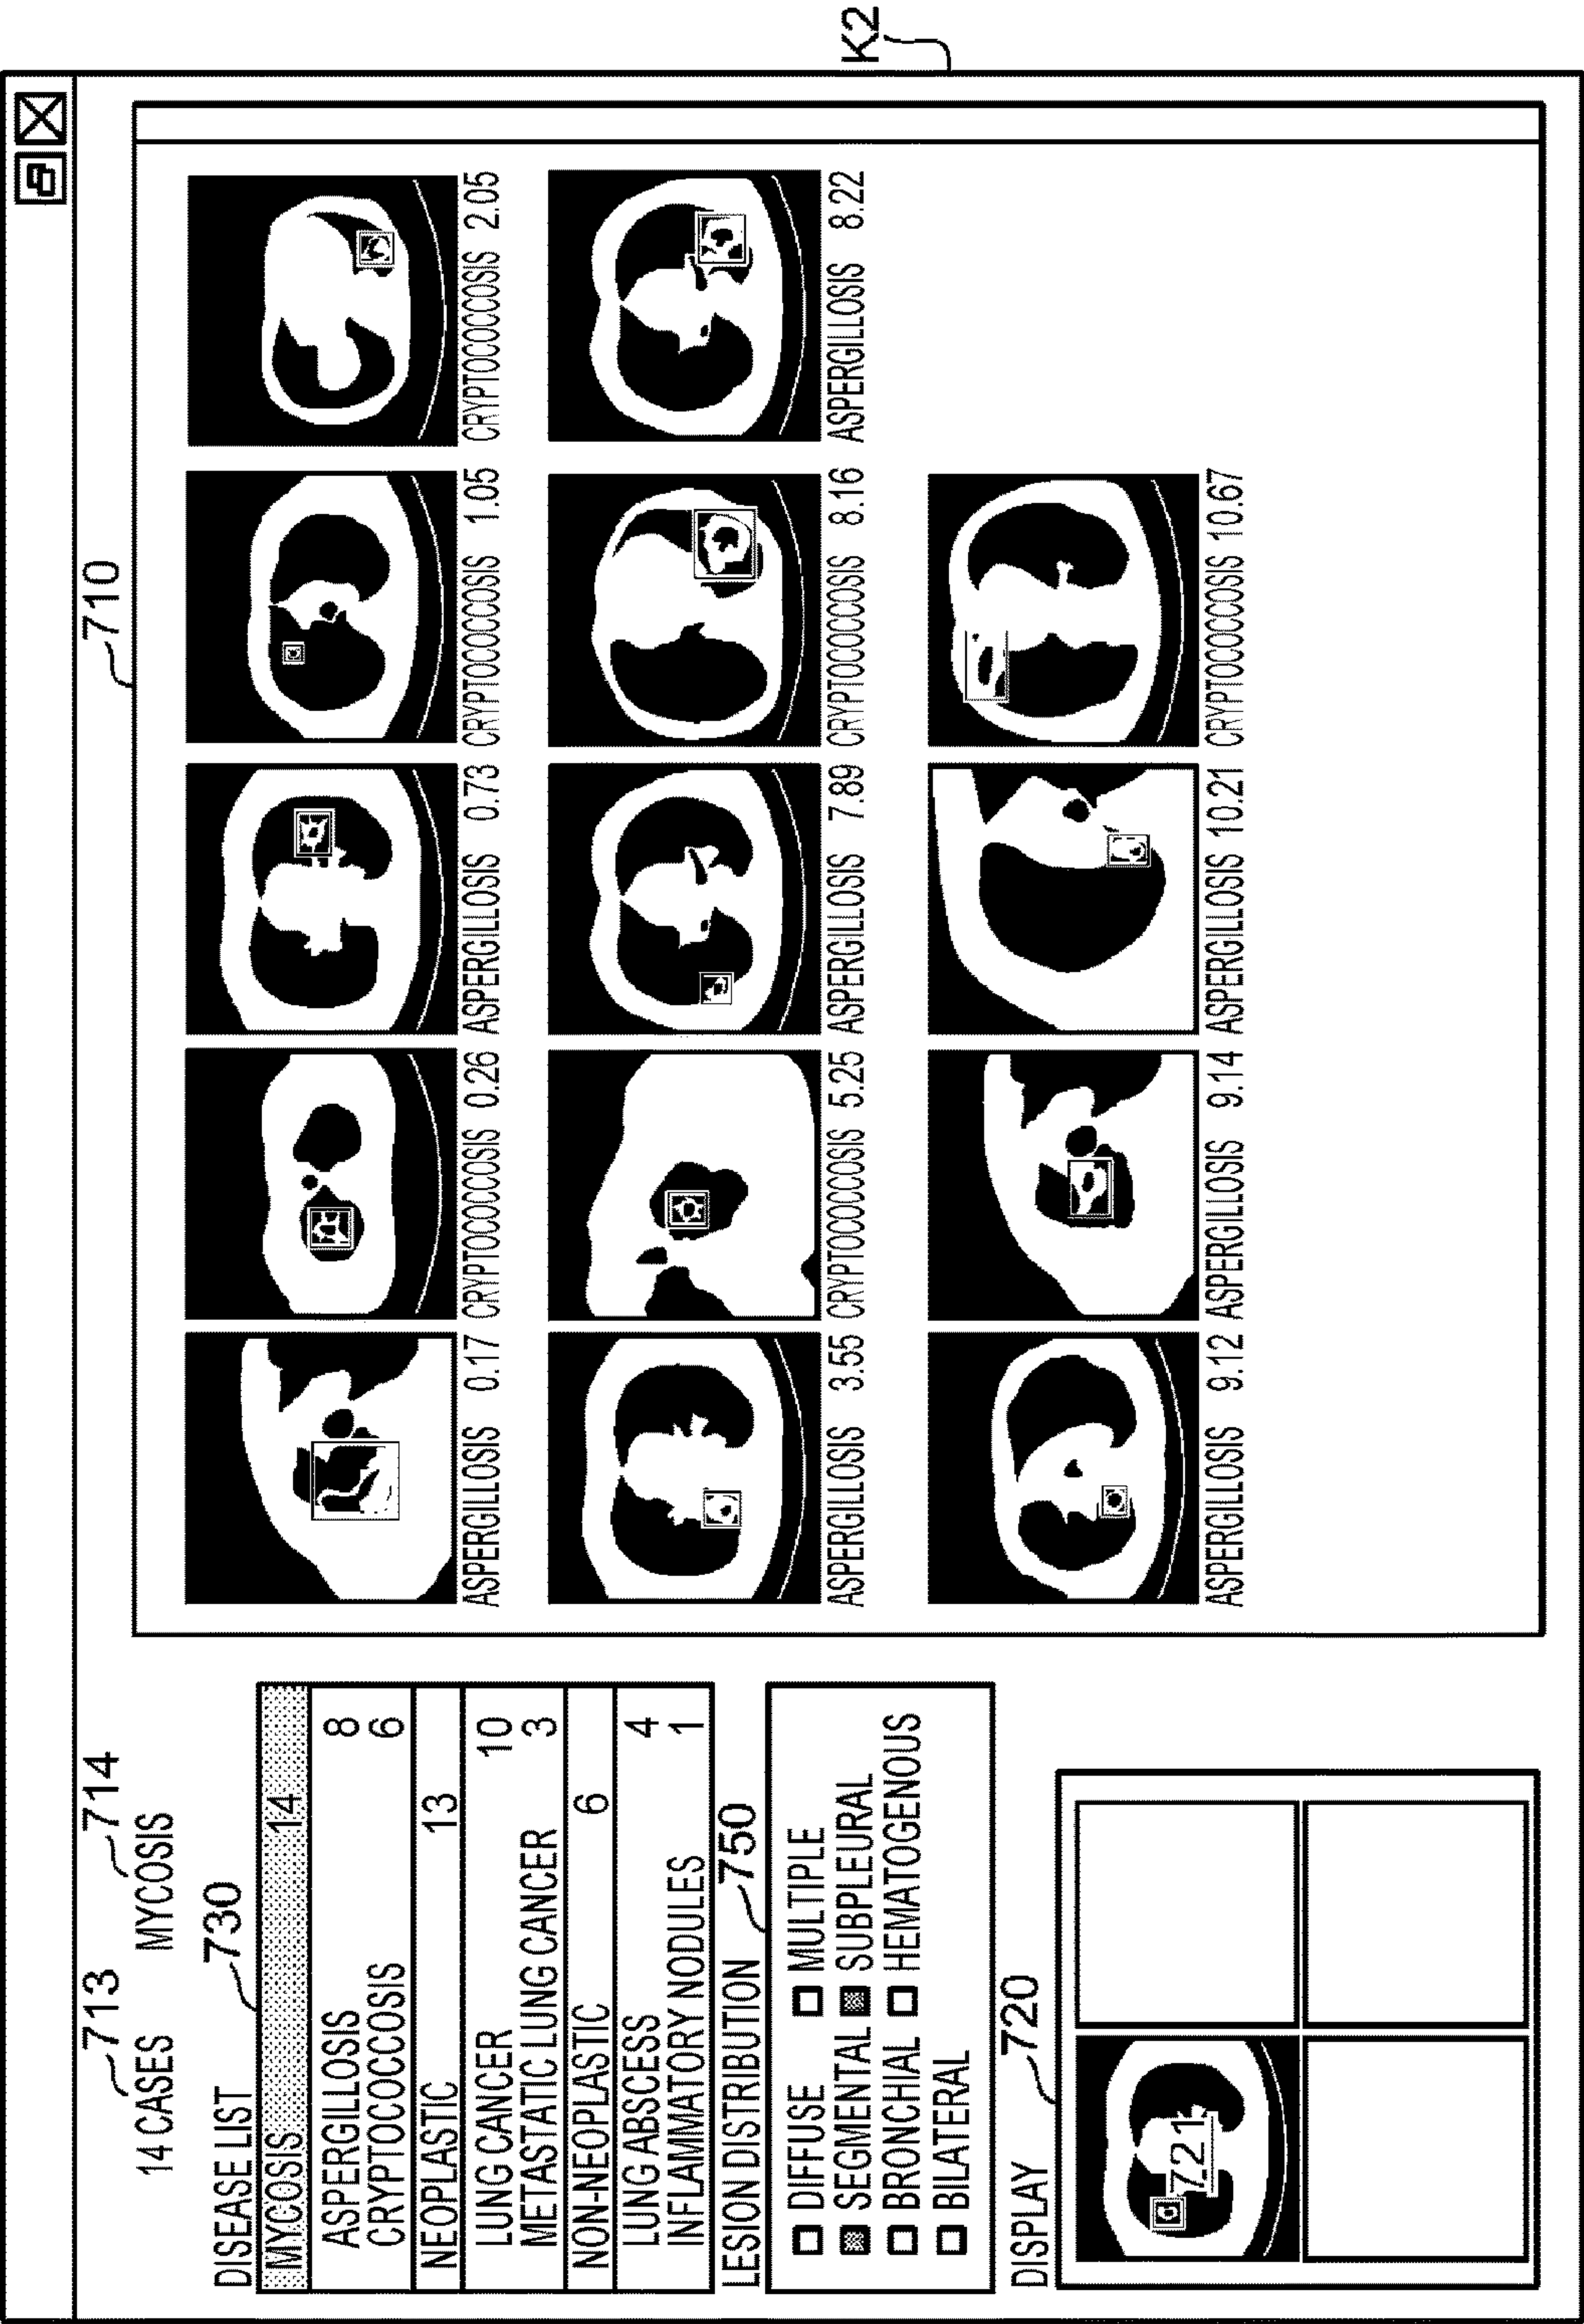 K2
713
714
14 CASES MYCOSIS
730
DISEASE LIST
MYCOSIS 14
ASPERGILLOSIS 8
CRYPTOCOCCOSIS 6
NEOPLASTIC 13
LUNG CANCER 10
METASTATIC LUNG CANCER 3
NON-NEOPLASTIC 6
LUNG ABSCESS 4
INFLAMMATORY NODULES 1
LESION DISTRIBUTION 750
DIFFUSE MULTIPLE
SEGMENTAL SUBPLEURAL
BRONCHIAL HEMATOGENOUS
BILATERAL
DISPLAY 720
721
710
ASPERGILLOSIS 0.17 CRYPTOCOCCOSIS 0.26 ASPERGILLOSIS 0.73 CRYPTOCOCCOSIS 1.05 CRYPTOCOCCOSIS 2.05
ASPERGILLOSIS 3.55 CRYPTOCOCCOSIS 5.25 ASPERGILLOSIS 7.89 CRYPTOCOCCOSIS 8.16 ASPERGILLOSIS 8.22
ASPERGILLOSIS 9.12 ASPERGILLOSIS 9.14 ASPERGILLOSIS 10.21 CRYPTOCOCCOSIS 10.67